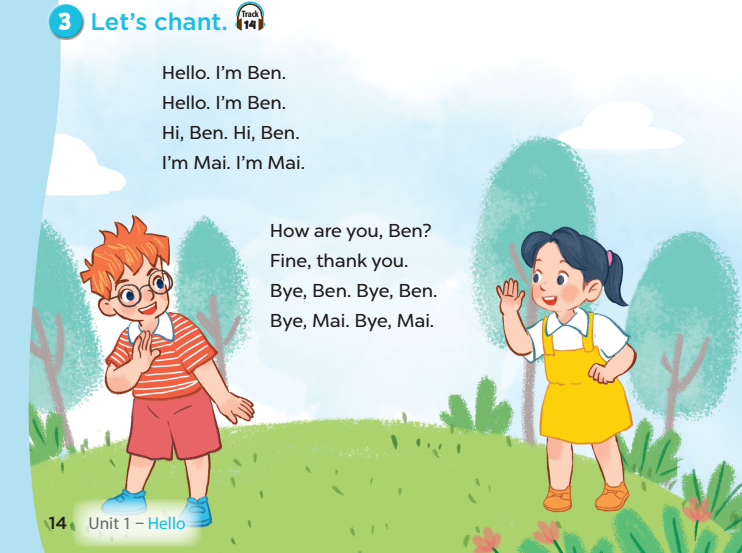 3 Let's chant. Track 14
Hello. I'm Ben.
Hello. I'm Ben.
Hi, Ben. Hi, Ben.
I'm Mai. I'm Mai.
How are you, Ben?
Fine, thank you.
Bye, Ben. Bye, Ben.
Bye, Mai. Bye, Mai.
14 Unit 1 – Hello